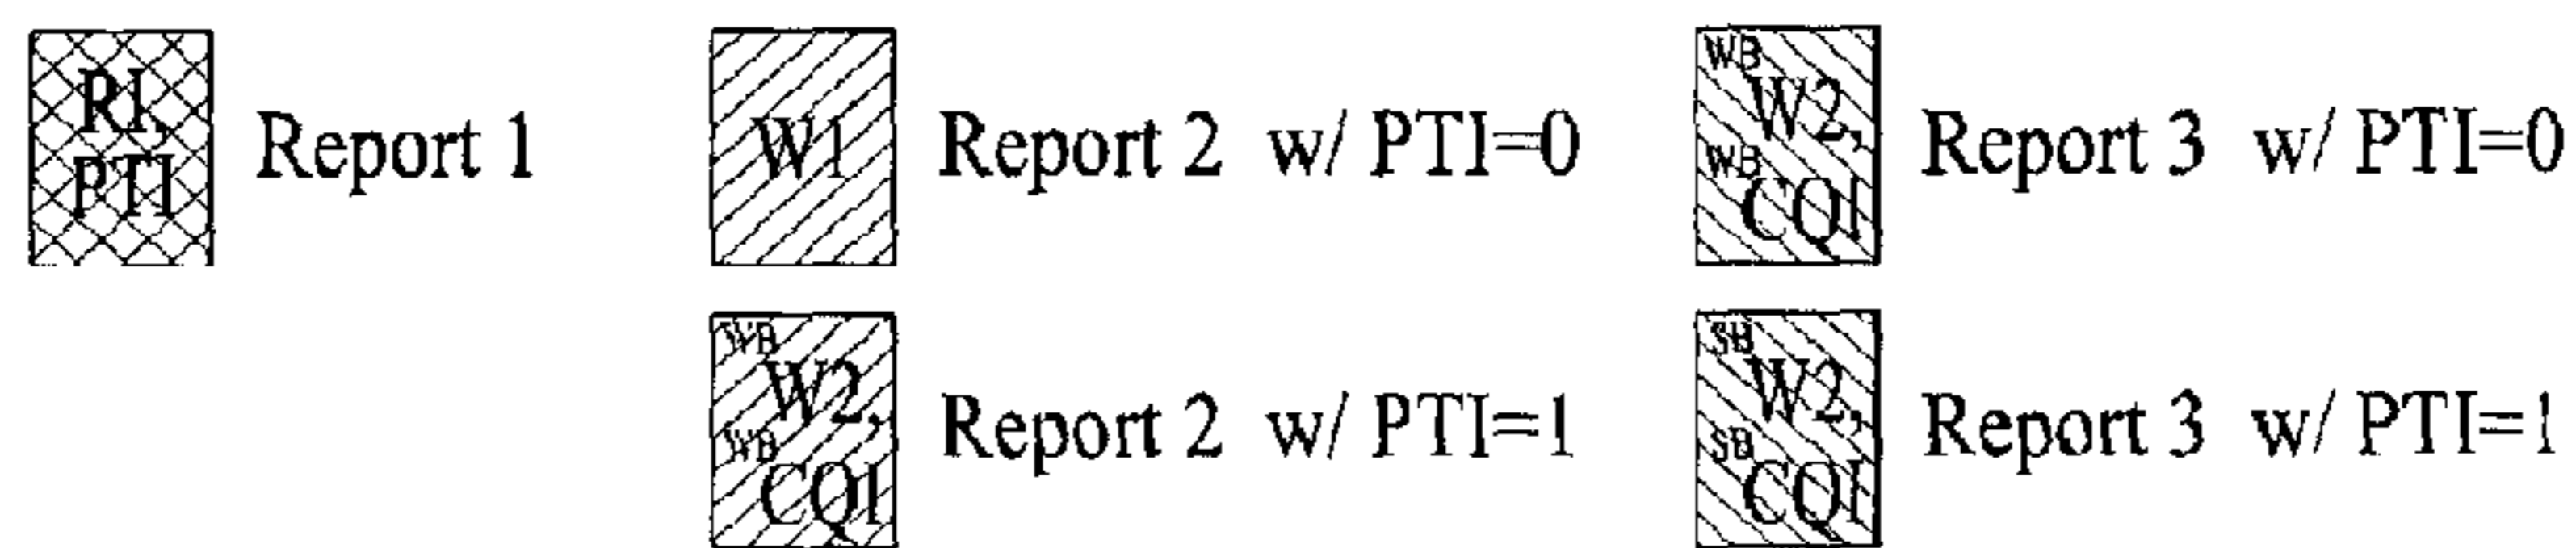 RI, PTI Report 1
W1 Report 2 w/ PTI=0
WB W2, WB CQI Report 3 w/ PTI=0
WB W2, WB CQI Report 2 w/ PTI=1
SB W2, SB CQI Report 3 w/ PTI=1